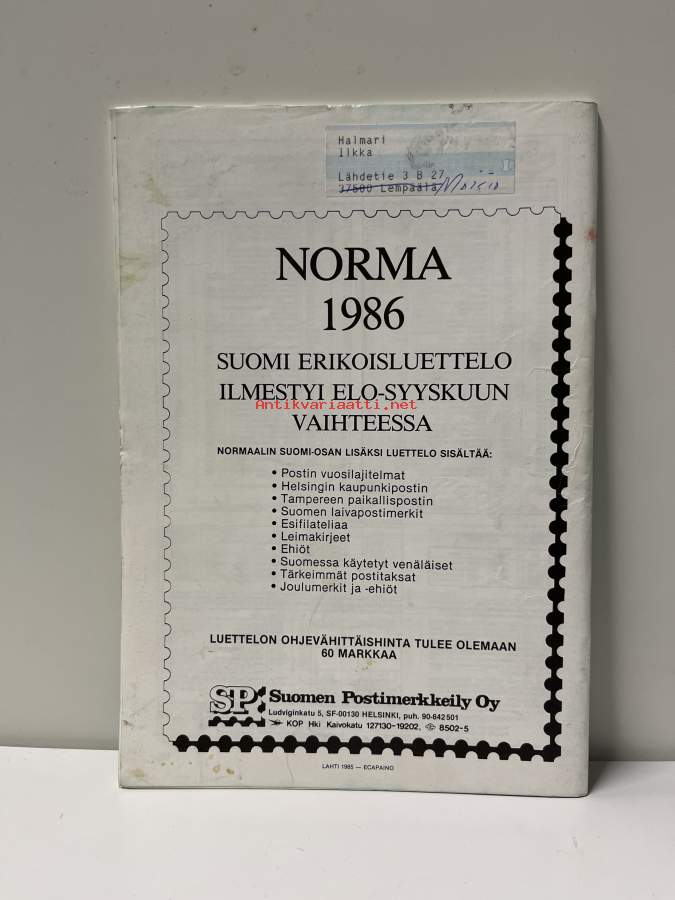 Halmari
Ilkka
Lähdetie 3 B 27
37500 Lempäälä
NORMA
1986
SUOMI ERIKOISLUETTELO
ILMESTYI ELO-SYYSKUUN
Antikvariaatti.net
VAIHTEESSA
NORMAALIN SUOMI-OSAN LISÄKSI LUETTELO SISÄLTÄÄ:
• Postin vuosilajitelmat
• Helsingin kaupunkipostin
• Tampereen paikallispostin
• Suomen laivapostimerkit
• Esifilateliaa
• Leimakirjeet
• Ehiöt
• Suomessa käytetyt venäläiset
• Tärkeimmät postitaksat
• Joulumerkit ja -ehiöt
LUETTELON OHJEVÄHITTÄISHINTA TULEE OLEMAAN
60 MARKKAA
SP Suomen Postimerkkeily Oy
Ludviginkatu 5, SF-00130 HELSINKI, puh. 90-642501
KOP Hki Kaivokatu 127130-19202, 8502-5
LAHTI 1985 — ECAPAINO